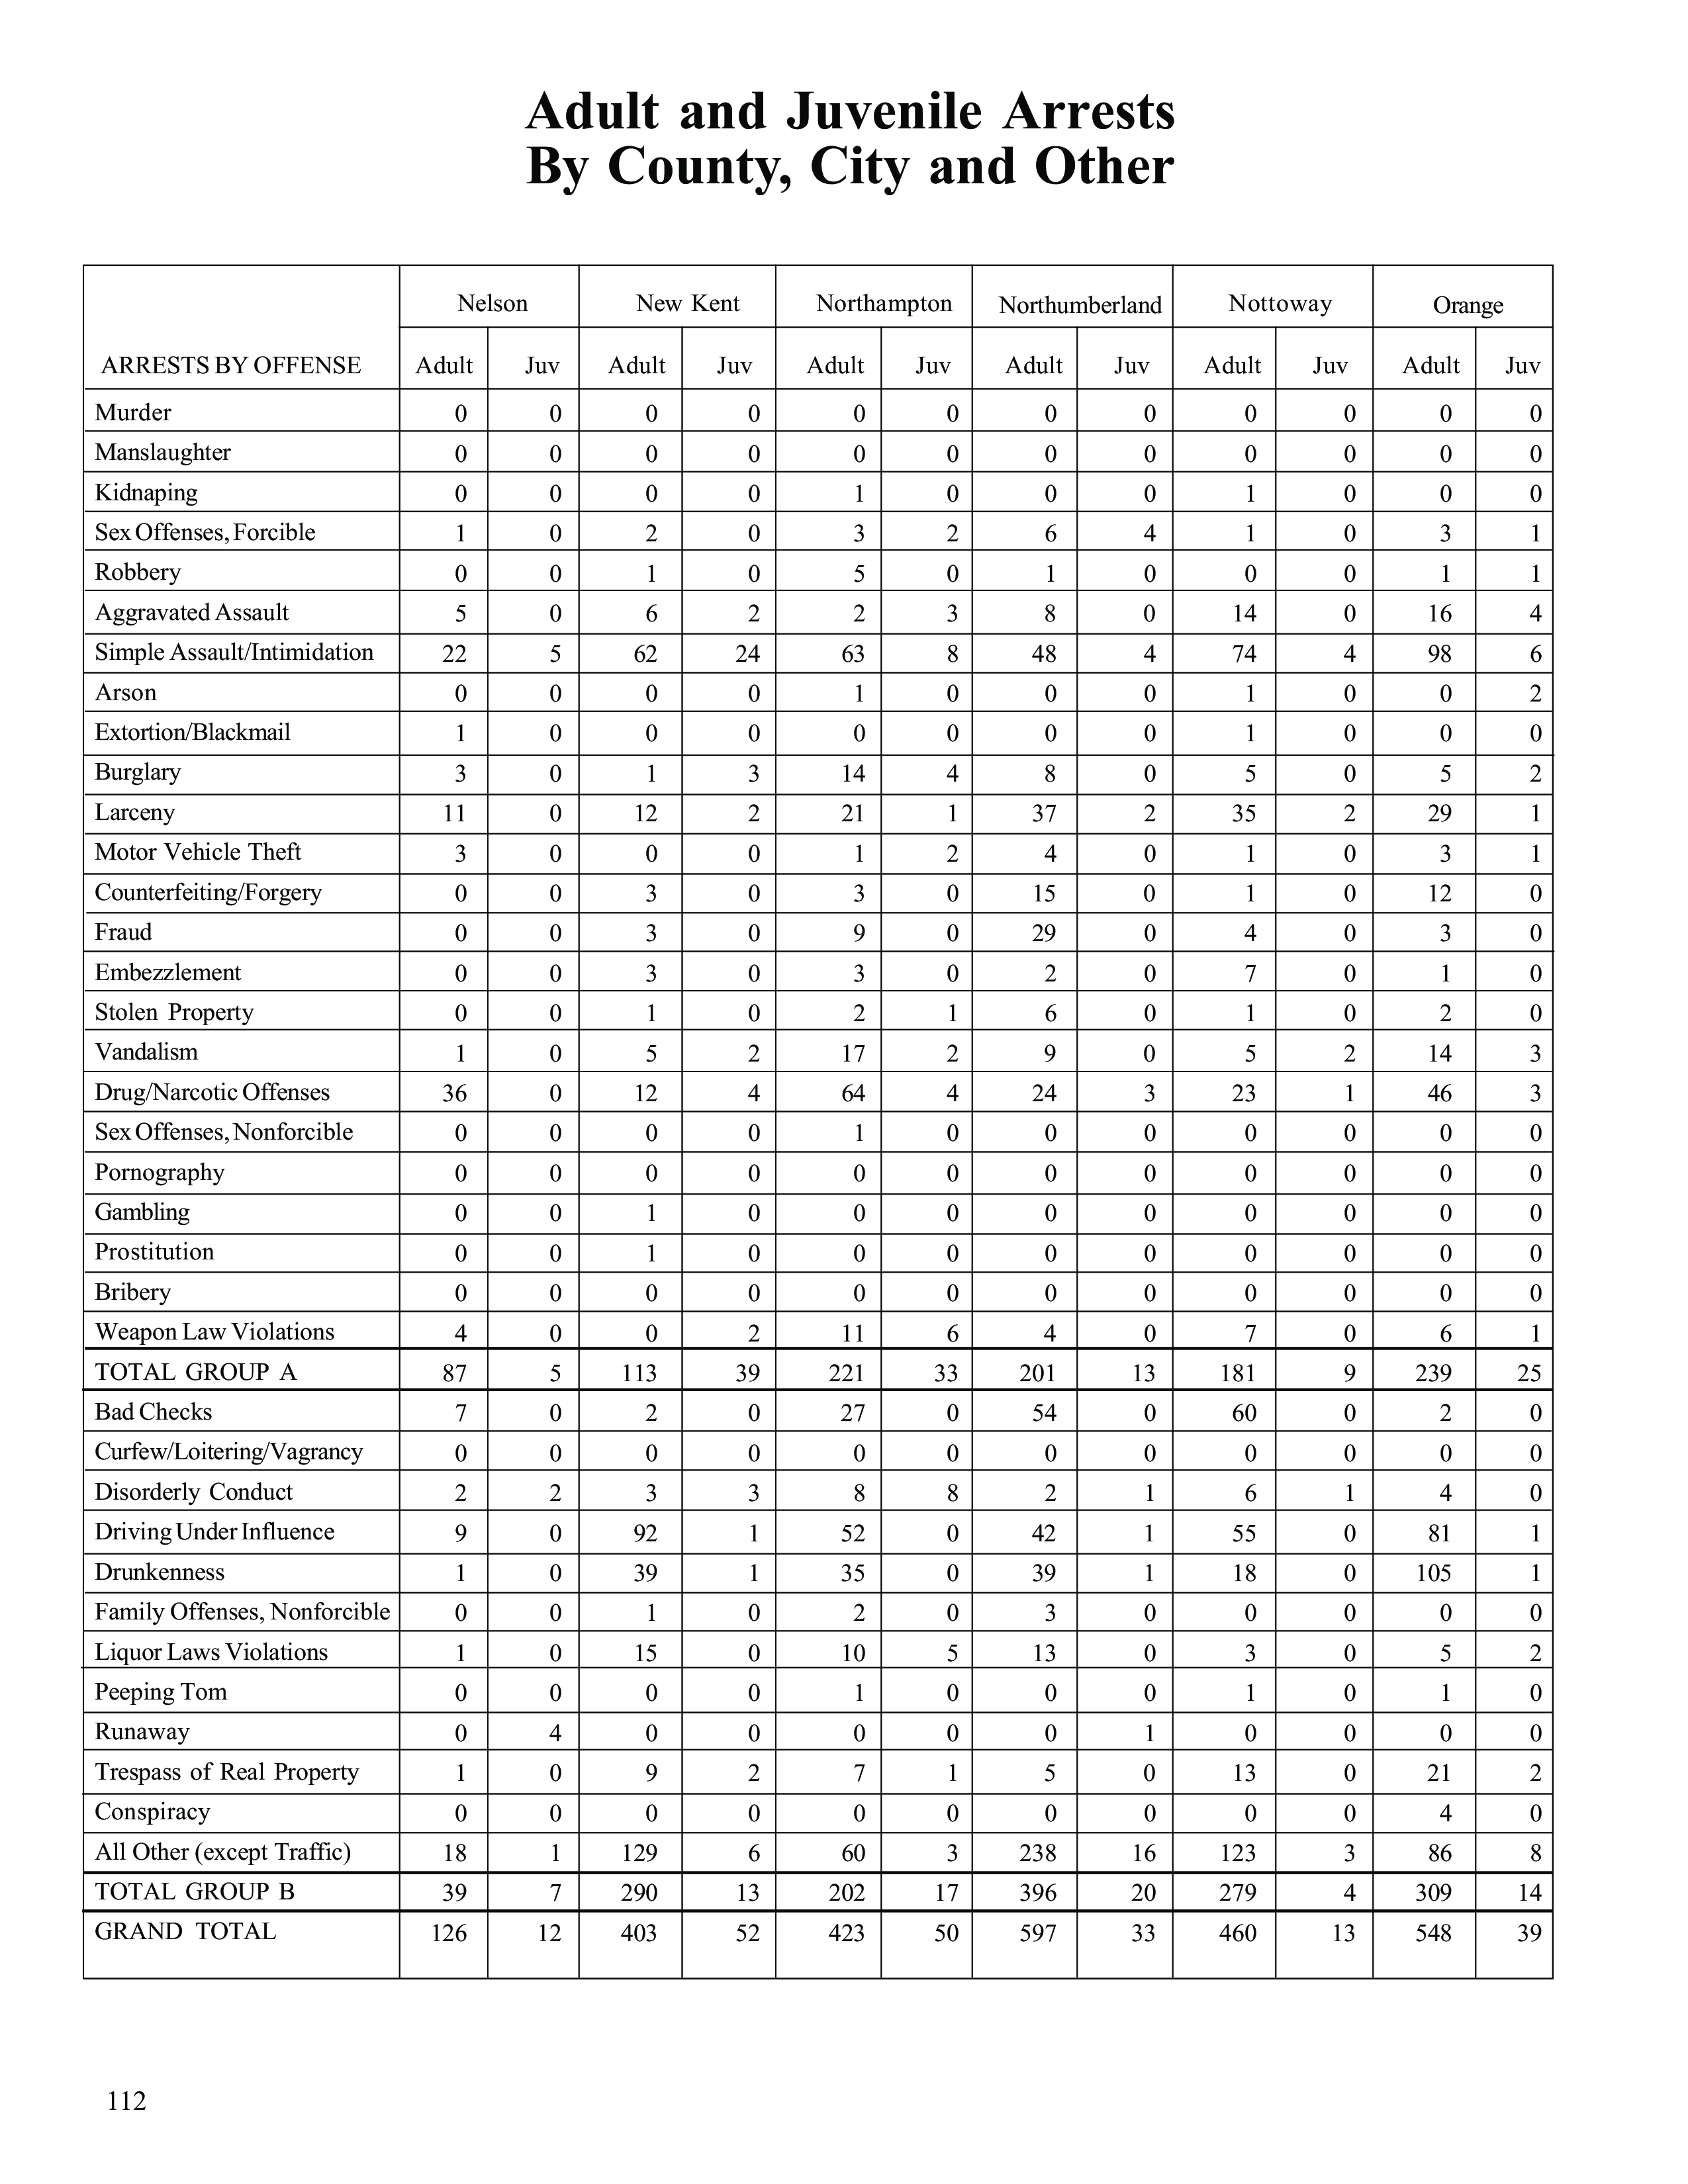 Adult and Juvenile Arrests
By County, City and Other
Nelson New Kent Northampton Northumberland Nottoway Orange
ARRESTS BY OFFENSE Adult Juv Adult Juv Adult Juv Adult Juv Adult Juv Adult Juv
Murder 0 0 0 0 0 0 0 0 0 0 0 0
Manslaughter 0 0 0 0 0 0 0 0 0 0 0 0
Kidnaping 0 0 0 0 1 0 0 0 1 0 0 0
Sex Offenses, Forcible 1 0 2 0 3 2 6 4 1 0 3 1
Robbery 0 0 1 0 5 0 1 0 0 0 1 1
Aggravated Assault 5 0 6 2 2 3 8 0 14 0 16 4
Simple Assault/Intimidation 22 5 62 24 63 8 48 4 74 4 98 6
Arson 0 0 0 0 1 0 0 0 1 0 0 2
Extortion/Blackmail 1 0 0 0 0 0 0 0 1 0 0 0
Burglary 3 0 1 3 14 4 8 0 5 0 5 2
Larceny 11 0 12 2 21 1 37 2 35 2 29 1
Motor Vehicle Theft 3 0 0 0 1 2 4 0 1 0 3 1
Counterfeiting/Forgery 0 0 3 0 3 0 15 0 1 0 12 0
Fraud 0 0 3 0 9 0 29 0 4 0 3 0
Embezzlement 0 0 3 0 3 0 2 0 7 0 1 0
Stolen Property 0 0 1 0 2 1 6 0 1 0 2 0
Vandalism 1 0 5 2 17 2 9 0 5 2 14 3
Drug/Narcotic Offenses 36 0 12 4 64 4 24 3 23 1 46 3
Sex Offenses, Nonforcible 0 0 0 0 1 0 0 0 0 0 0 0
Pornography 0 0 0 0 0 0 0 0 0 0 0 0
Gambling 0 0 1 0 0 0 0 0 0 0 0 0
Prostitution 0 0 1 0 0 0 0 0 0 0 0 0
Bribery 0 0 0 0 0 0 0 0 0 0 0 0
Weapon Law Violations 4 0 0 2 11 6 4 0 7 0 6 1
TOTAL GROUP A 87 5 113 39 221 33 201 13 181 9 239 25
Bad Checks 7 0 2 0 27 0 54 0 60 0 2 0
Curfew/Loitering/Vagrancy 0 0 0 0 0 0 0 0 0 0 0 0
Disorderly Conduct 2 2 3 3 8 8 2 1 6 1 4 0
Driving Under Influence 9 0 92 1 52 0 42 1 55 0 81 1
Drunkenness 1 0 39 1 35 0 39 1 18 0 105 1
Family Offenses, Nonforcible 0 0 1 0 2 0 3 0 0 0 0 0
Liquor Laws Violations 1 0 15 0 10 5 13 0 3 0 5 2
Peeping Tom 0 0 0 0 1 0 0 0 1 0 1 0
Runaway 0 4 0 0 0 0 0 1 0 0 0 0
Trespass of Real Property 1 0 9 2 7 1 5 0 13 0 21 2
Conspiracy 0 0 0 0 0 0 0 0 0 0 4 0
All Other (except Traffic) 18 1 129 6 60 3 238 16 123 3 86 8
TOTAL GROUP B 39 7 290 13 202 17 396 20 279 4 309 14
GRAND TOTAL 126 12 403 52 423 50 597 33 460 13 548 39
112